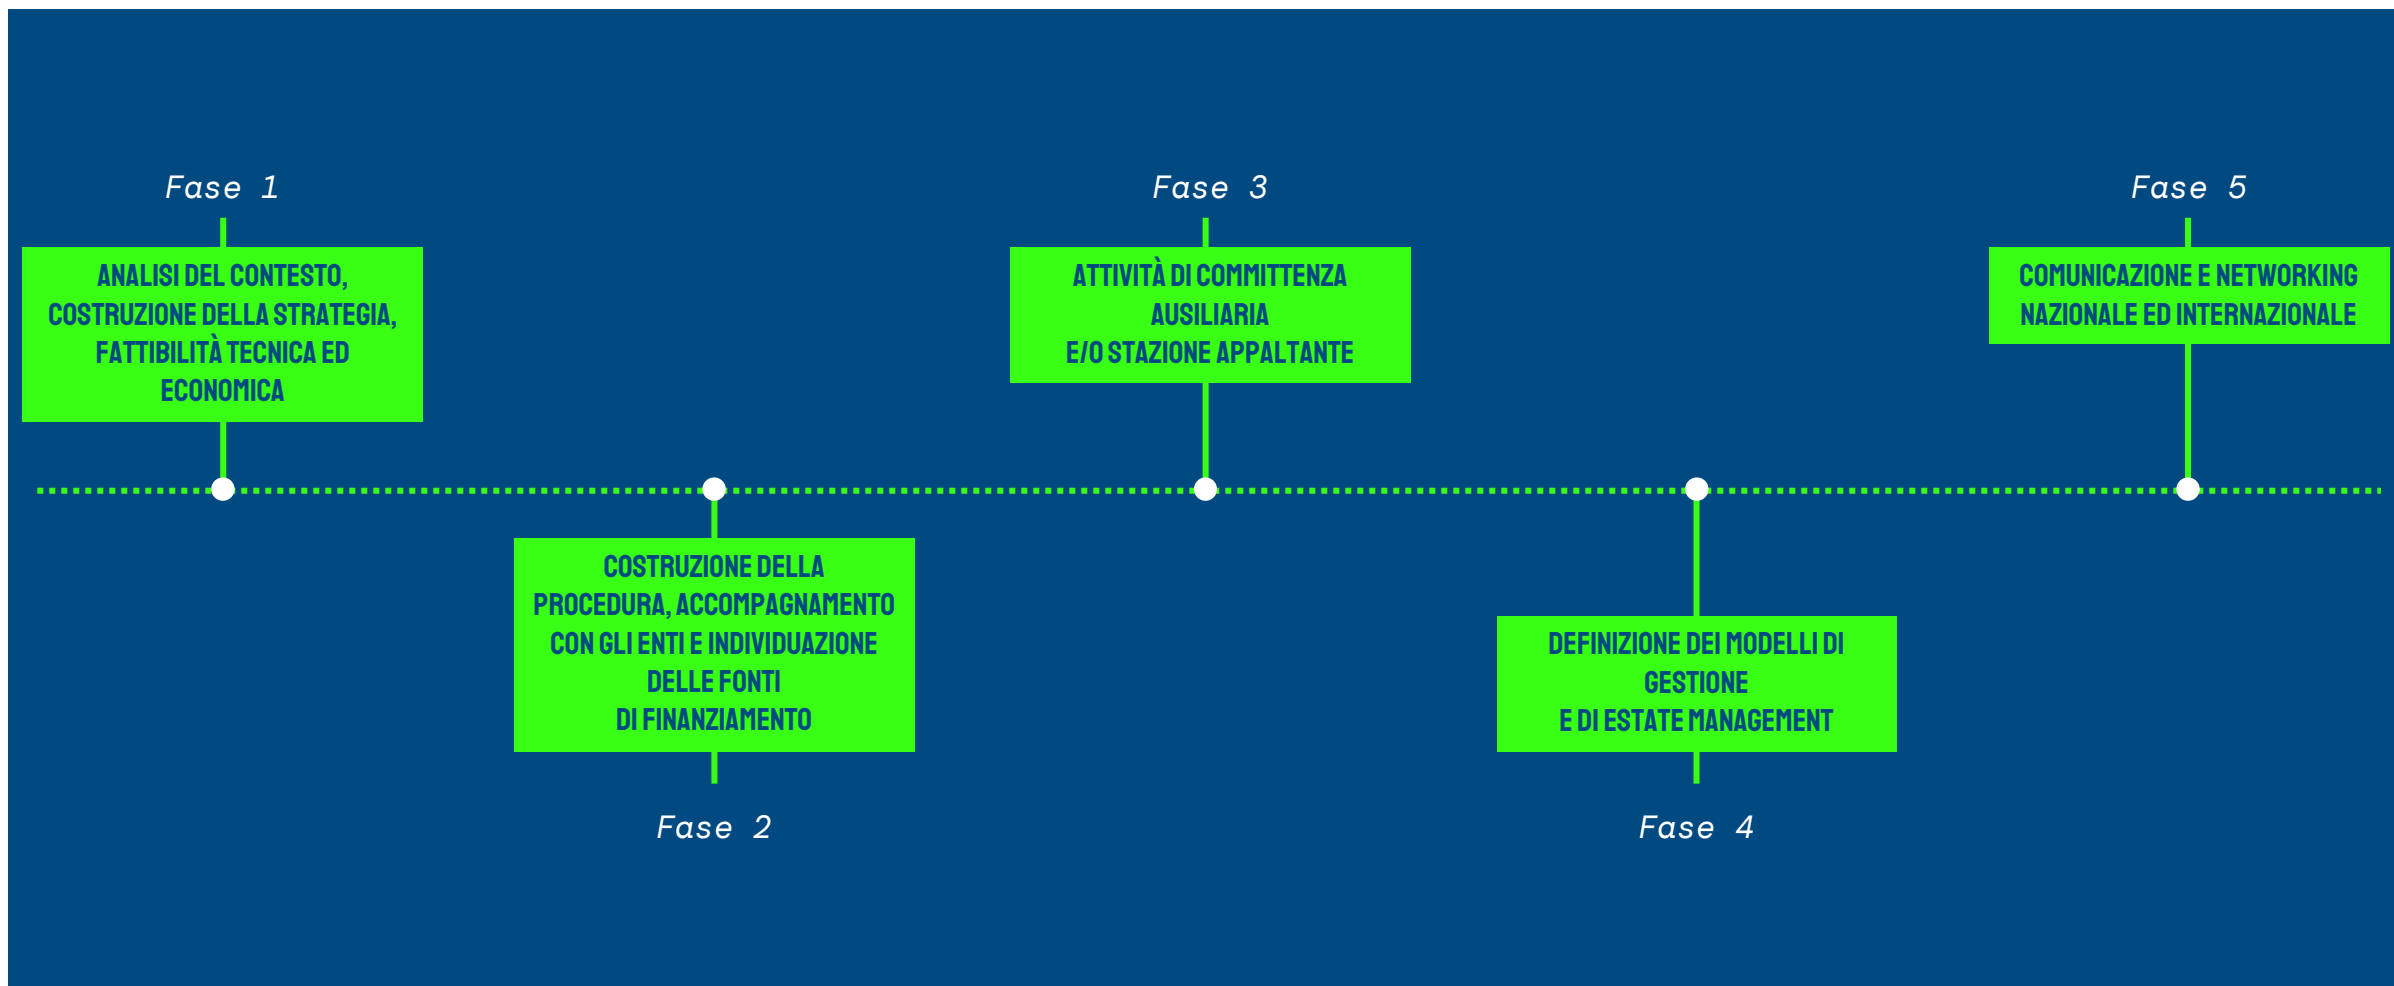 Fase 1
ANALISI DEL CONTESTO,
COSTRUZIONE DELLA STRATEGIA,
FATTIBILITÀ TECNICA ED
ECONOMICA
COSTRUZIONE DELLA
PROCEDURA, ACCOMPAGNAMENTO
CON GLI ENTI E INDIVIDUAZIONE
DELLE FONTI
DI FINANZIAMENTO
Fase 2
Fase 3
ATTIVITÀ DI COMMITTENZA
AUSILIARIA
E/O STAZIONE APPALTANTE
DEFINIZIONE DEI MODELLI DI
GESTIONE
E DI ESTATE MANAGEMENT
Fase 4
Fase 5
COMUNICAZIONE E NETWORKING
NAZIONALE ED INTERNAZIONALE